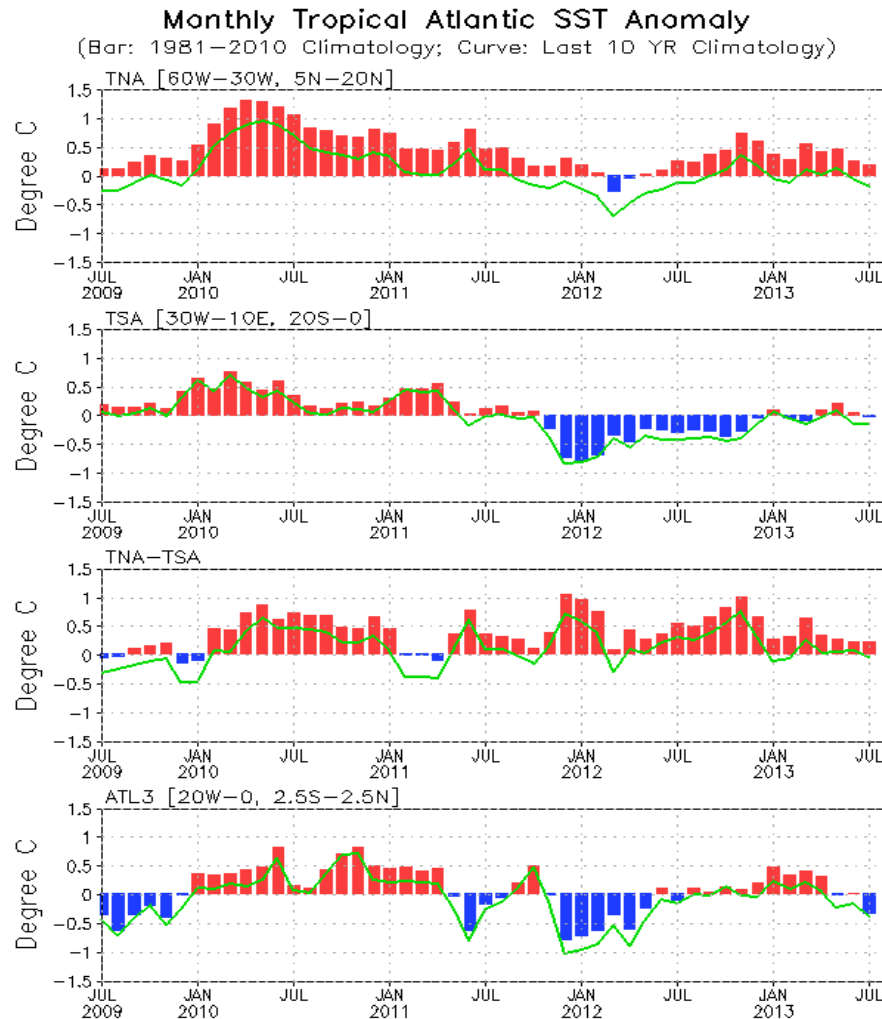 Monthly Tropical Atlantic SST Anomaly
(Bar: 1981-2010 Climatology; Curve: Last 10 YR Climatology)
TNA [60W-30W, 5N-20N]
Degree C
1.5
1
0.5
0
-0.5
-1
-1.5
JUL JAN JUL JAN JUL JAN JUL JAN JUL
2009 2010 2011 2012 2013
TSA [30W-10E, 20S-0]
1.5
1
0.5
0
-0.5
-1
-1.5
Degree C
JUL JAN JUL JAN JUL JAN JUL JAN JUL
2009 2010 2011 2012 2013
TNA-TSA
1.5
1
0.5
0
-0.5
-1
-1.5
Degree C
JUL JAN JUL JAN JUL JAN JUL JAN JUL
2009 2010 2011 2012 2013
ATL3 [20W-0, 2.5S-2.5N]
1.5
1
0.5
0
-0.5
-1
-1.5
Degree C
JUL JAN JUL JAN JUL JAN JUL JAN JUL
2009 2010 2011 2012 2013